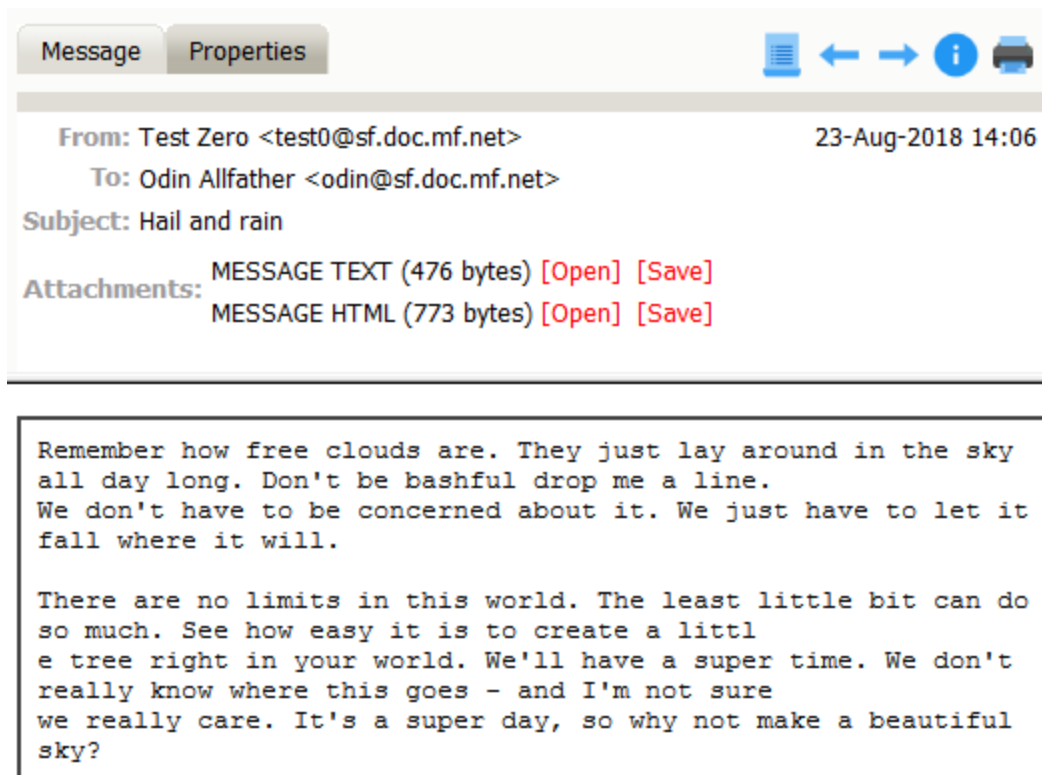 Message Properties
From: Test Zero <test0@sf.doc.mf.net> 23-Aug-2018 14:06
To: Odin Allfather <odin@sf.doc.mf.net>
Subject: Hail and rain
Attachments: MESSAGE TEXT (476 bytes) [Open] [Save]
MESSAGE HTML (773 bytes) [Open] [Save]
Remember how free clouds are. They just lay around in the sky
all day long. Don't be bashful drop me a line.
We don't have to be concerned about it. We just have to let it
fall where it will.
There are no limits in this world. The least little bit can do
so much. See how easy it is to create a littl
e tree right in your world. We'll have a super time. We don't
really know where this goes - and I'm not sure
we really care. It's a super day, so why not make a beautiful
sky?